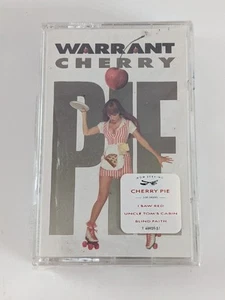 WARRANT
CHERRY
PIE
CHERRY PIE
I SAW RED
UNCLE TOM'S CABIN
BLIND FAITH